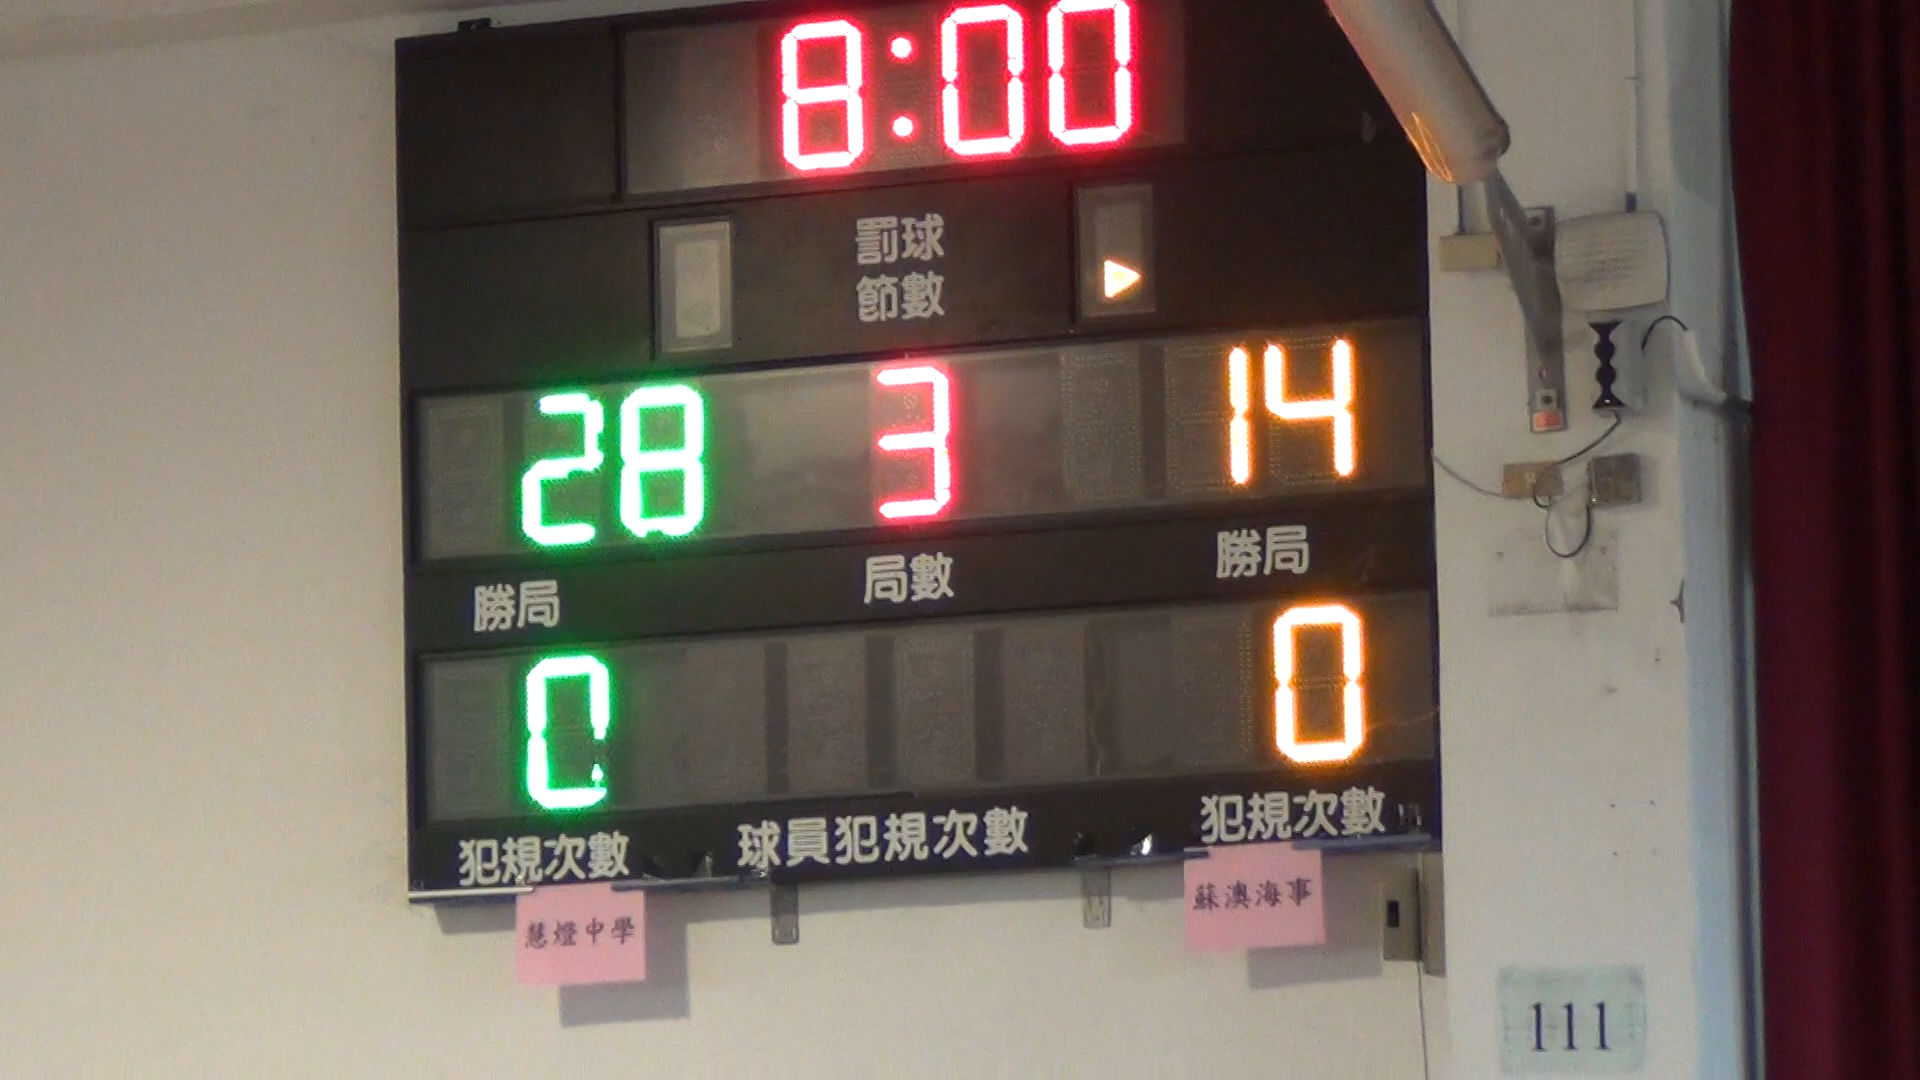 8:00
罰球
節數
28 3 14
勝局 局數 勝局
0 0
犯規次數 球員犯規次數 犯規次數
慧燈中學 蘇澳海事
111